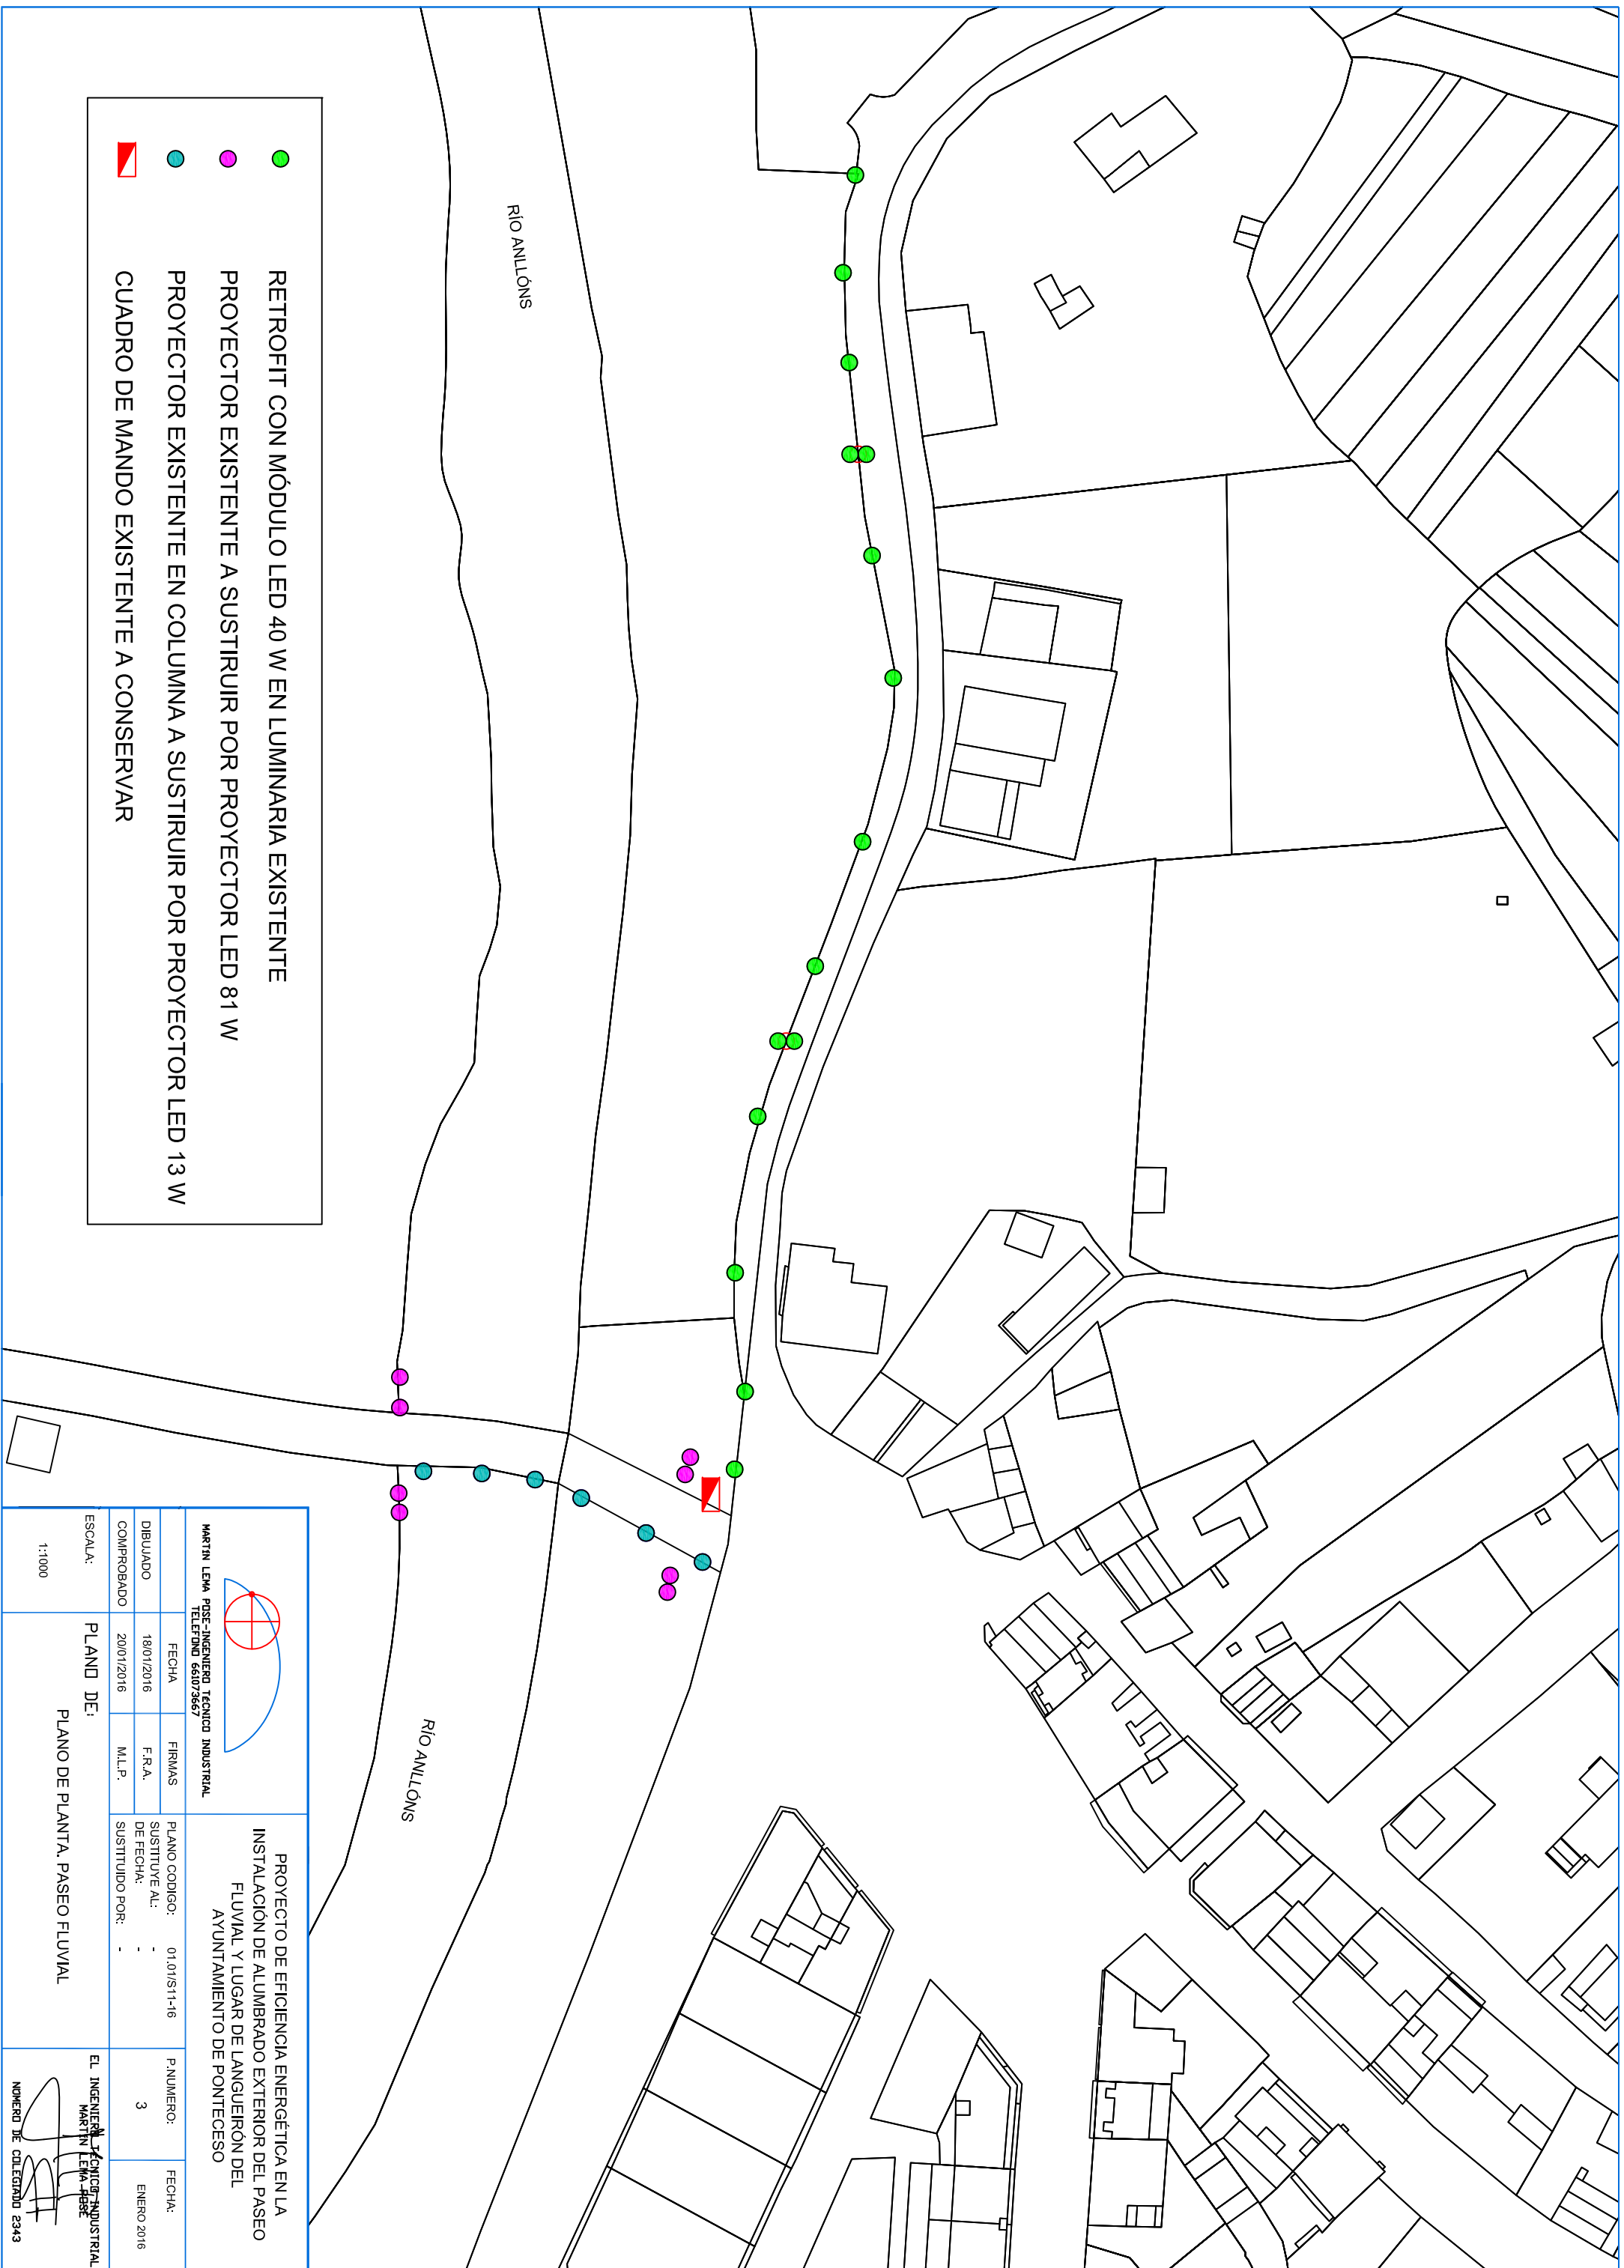 RÍO ANLLÓNS
RETROFIT CON MÓDULO LED 40 W EN LUMINARIA EXISTENTE
PROYECTOR EXISTENTE A SUSTIRUIR POR PROYECTOR LED 81 W
PROYECTOR EXISTENTE EN COLUMNA A SUSTIRUIR POR PROYECTOR LED 13 W
CUADRO DE MANDO EXISTENTE A CONSERVAR
RÍO ANLLÓNS
MARTIN LEMA POSE-INGENIERO TÉCNICO INDUSTRIAL
TELEFONO 661073667
PROYECTO DE EFICIENCIA ENERGÉTICA EN LA
INSTALACIÓN DE ALUMBRADO EXTERIOR DEL PASEO
FLUVIAL Y LUGAR DE LANGUEIRÓN DEL
AYUNTAMIENTO DE PONTECESO
FECHA FIRMAS
DIBUJADO 18/01/2016 F.R.A.
COMPROBADO 20/01/2016 M.L.P.
PLANO CODIGO: 01.01/S11-16
SUSTITUYE AL: -
DE FECHA: -
SUSTITUIDO POR: -
P.NUMERO: FECHA:
3 ENERO 2016
ESCALA:
1:1000
PLANO DE:
PLANO DE PLANTA. PASEO FLUVIAL
EL INGENIERO TÉCNICO INDUSTRIAL
MARTIN LEMA POSE
NOMERO DE COLEGIADO 2343